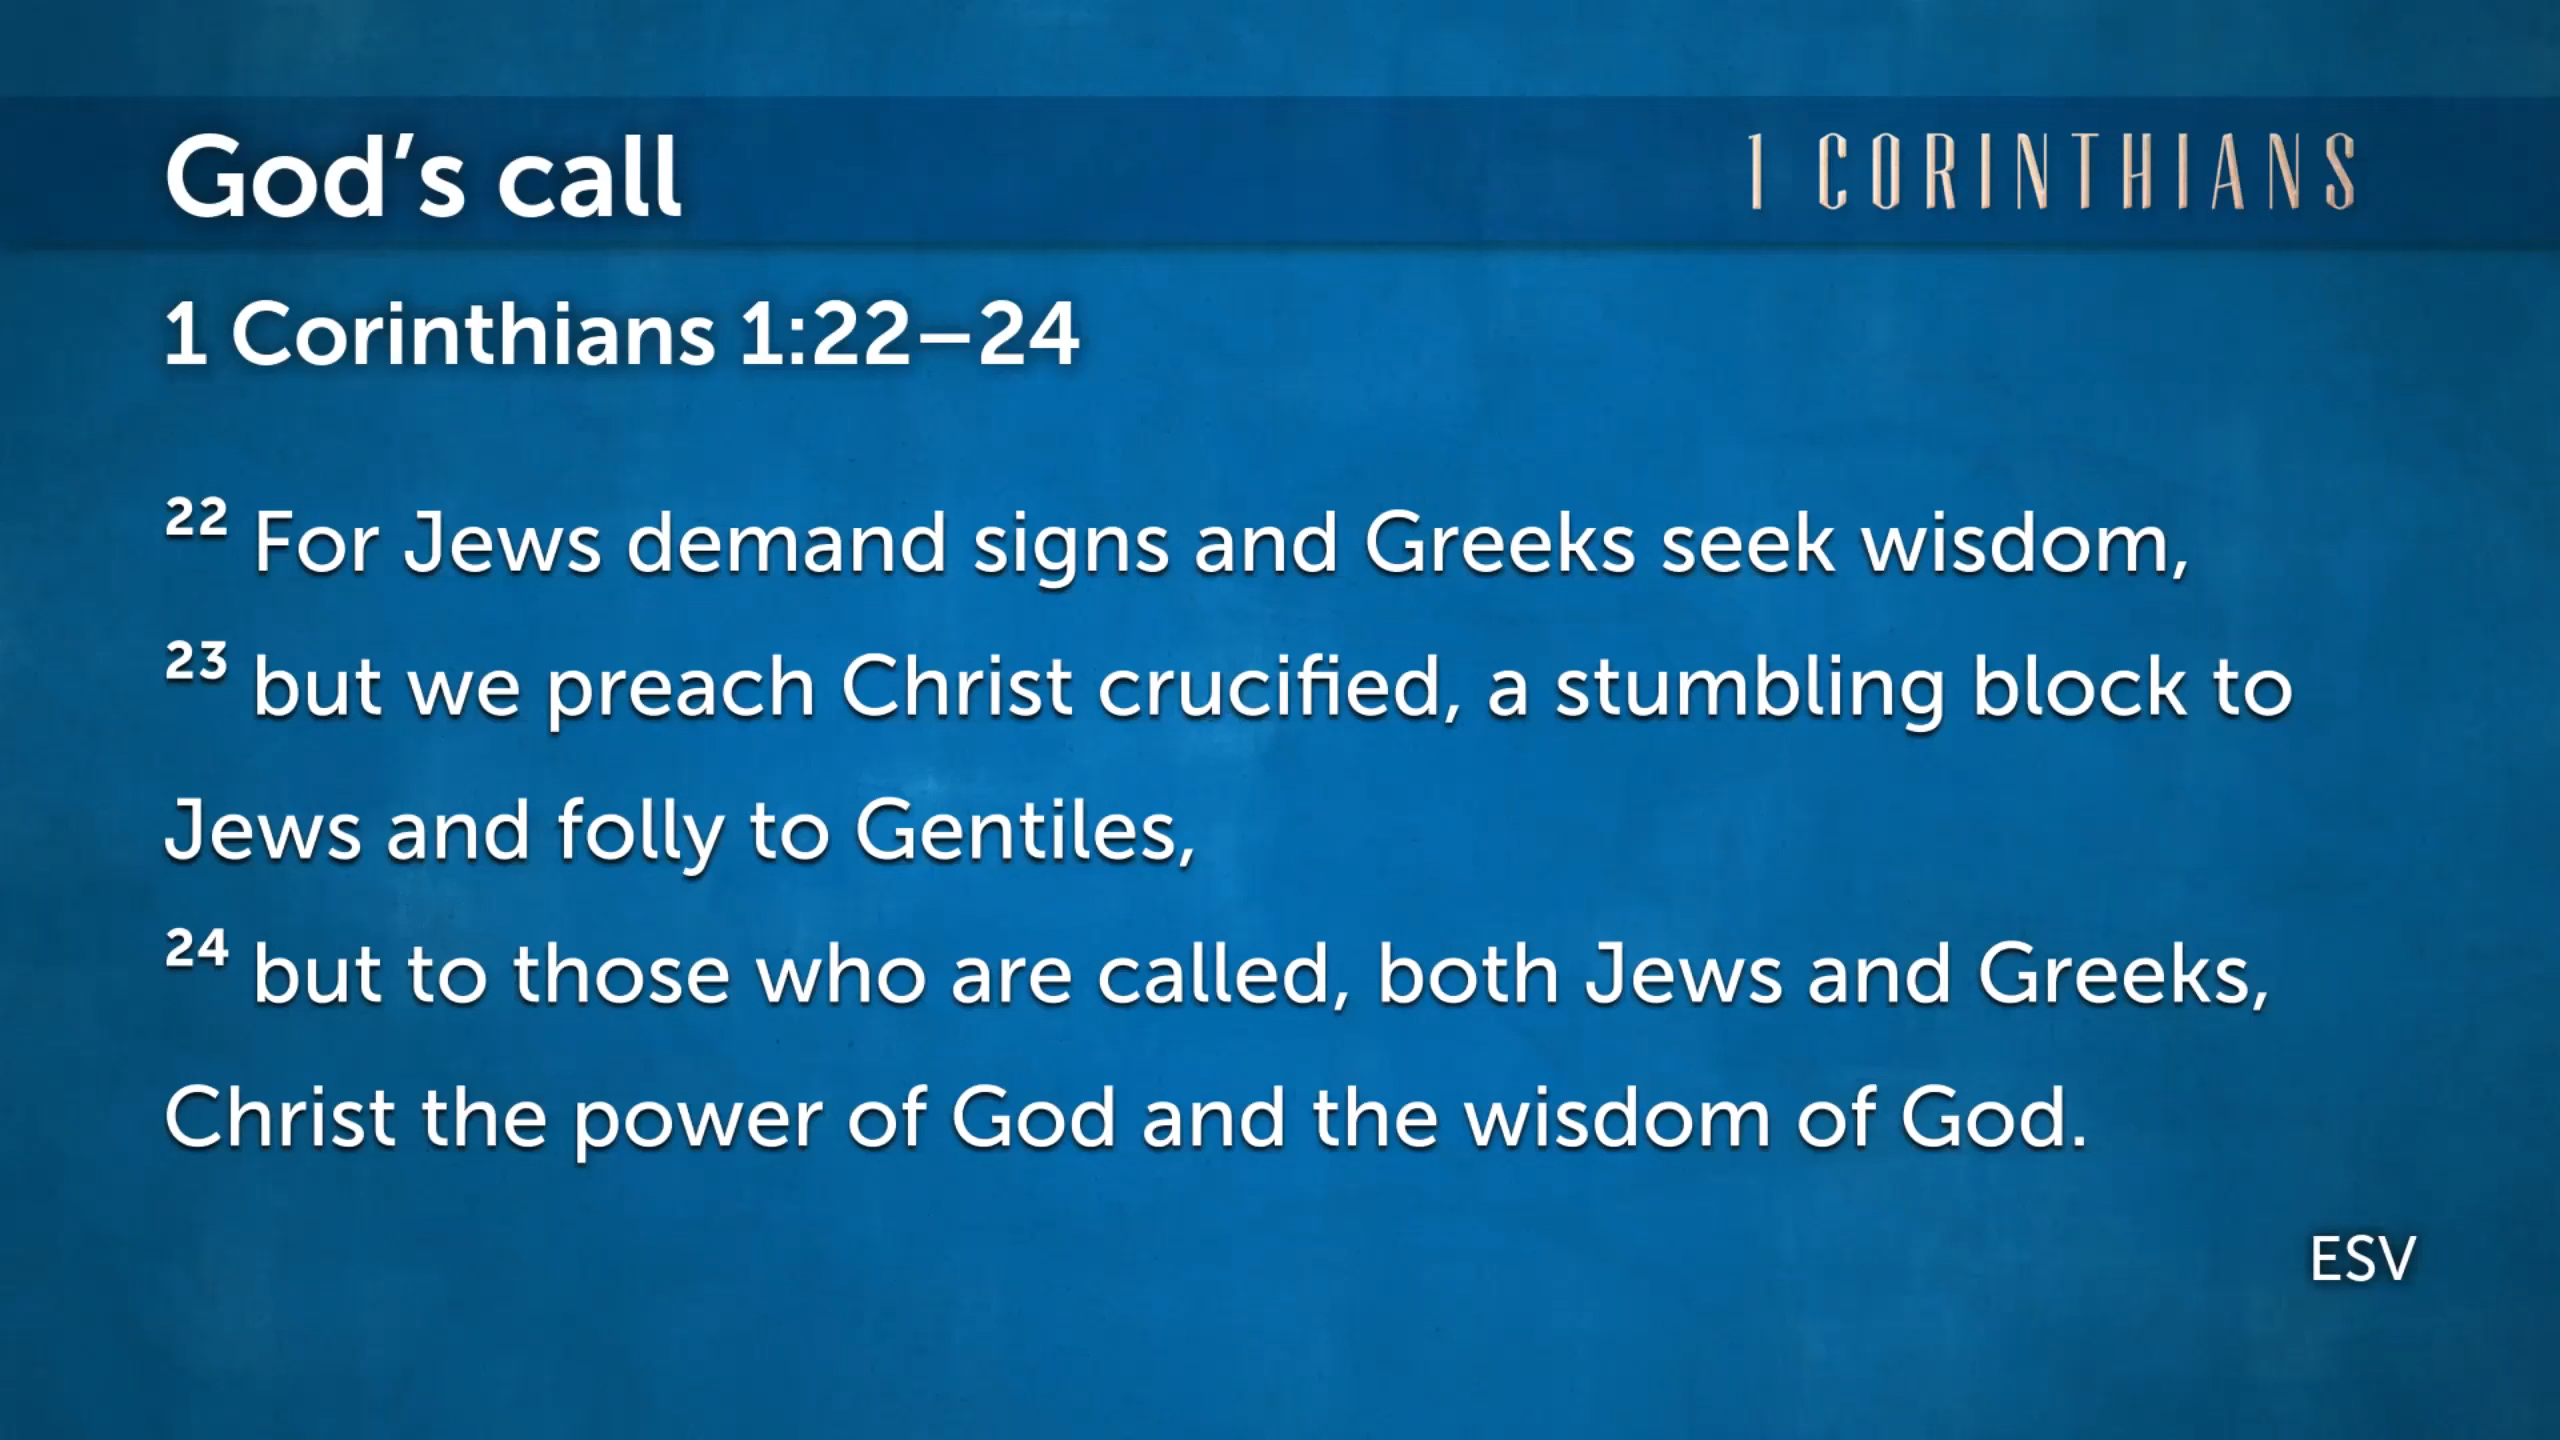 God’s call
1 CORINTHIANS
1 Corinthians 1:22–24
22 For Jews demand signs and Greeks seek wisdom,
23 but we preach Christ crucified, a stumbling block to
Jews and folly to Gentiles,
24 but to those who are called, both Jews and Greeks,
Christ the power of God and the wisdom of God.
ESV